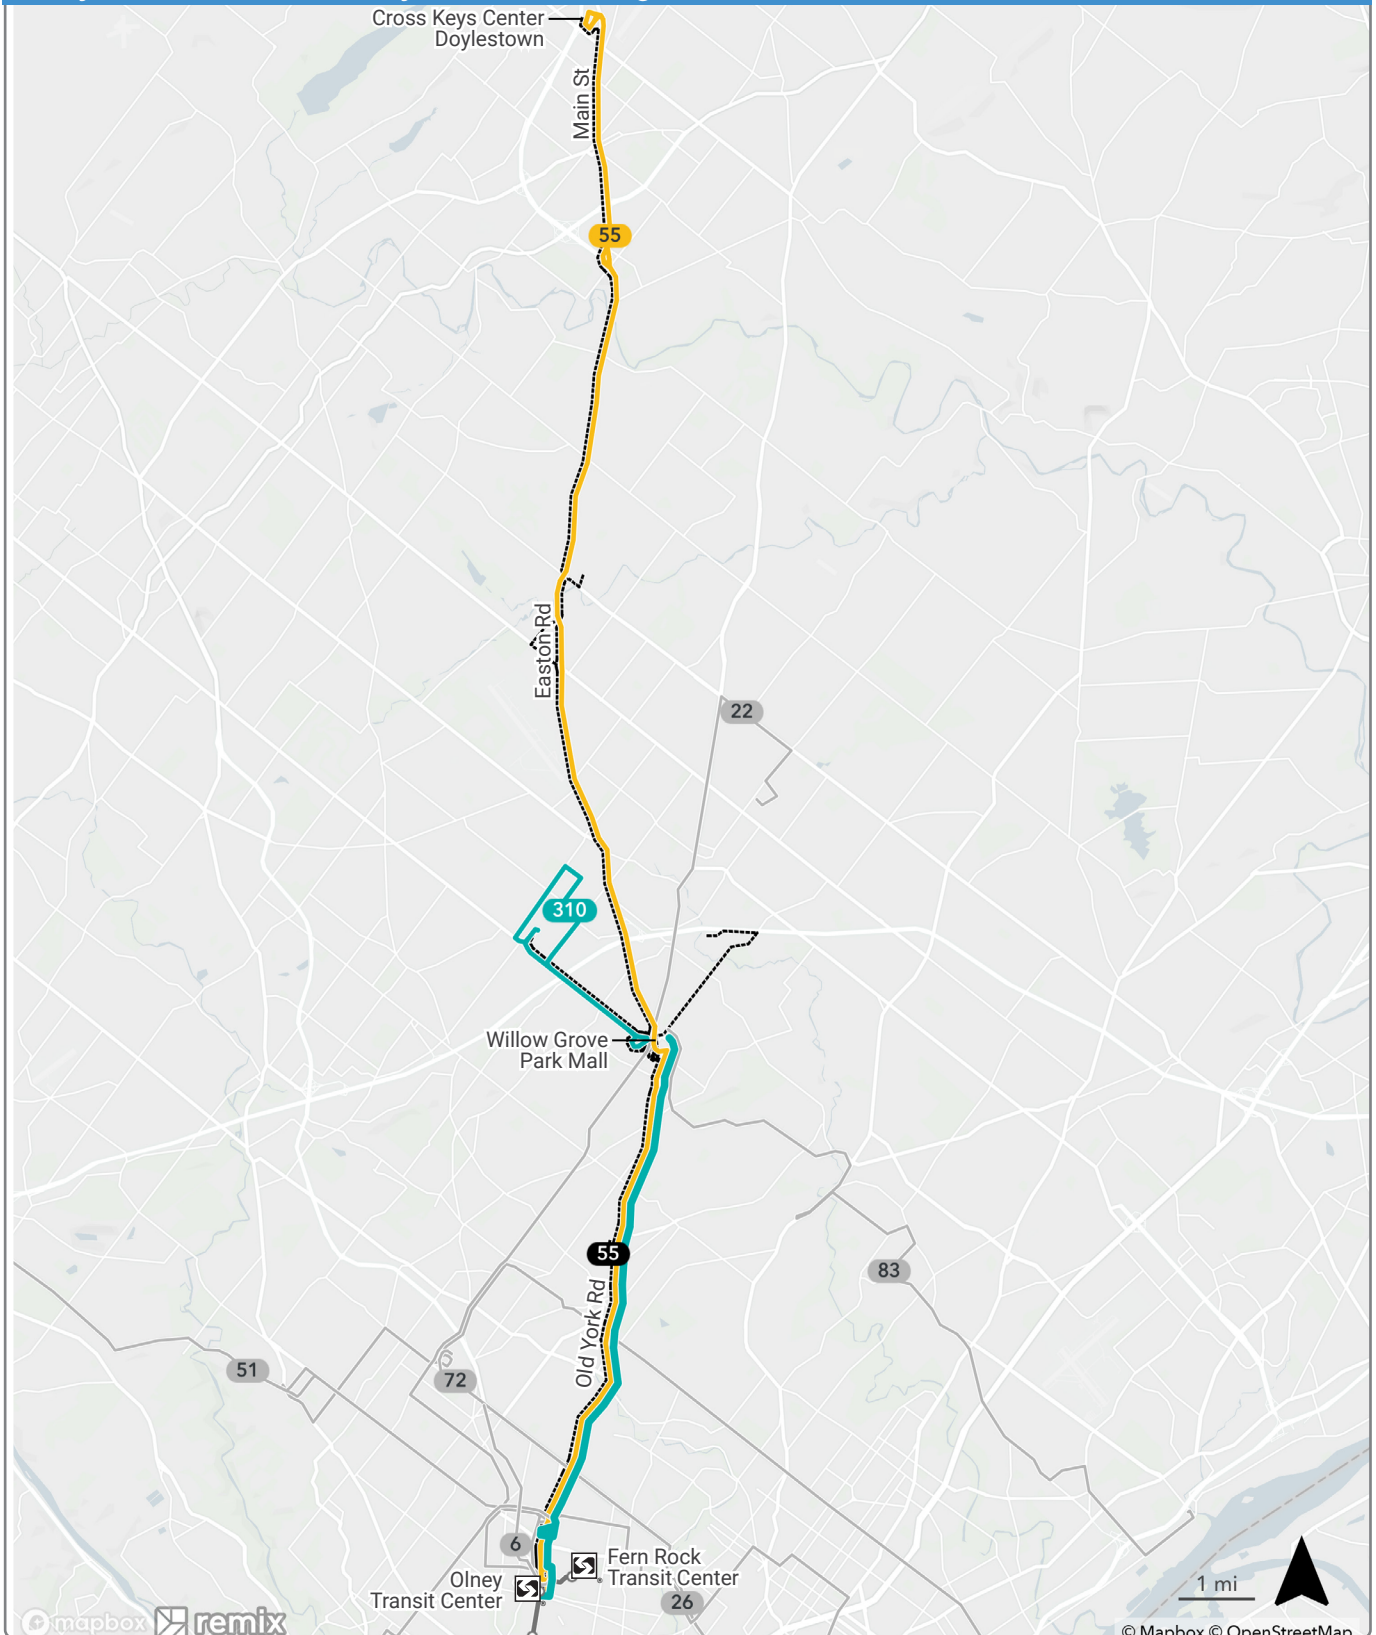 Cross Keys Center
Doylestown
Main St
55
Easton Rd
22
310
Willow Grove
Park Mall
55
Old York Rd
83
51
72
6
Fern Rock
Transit Center
Olney
Transit Center
26
1 mi
mapbox remix
© Mapbox © OpenStreetMap